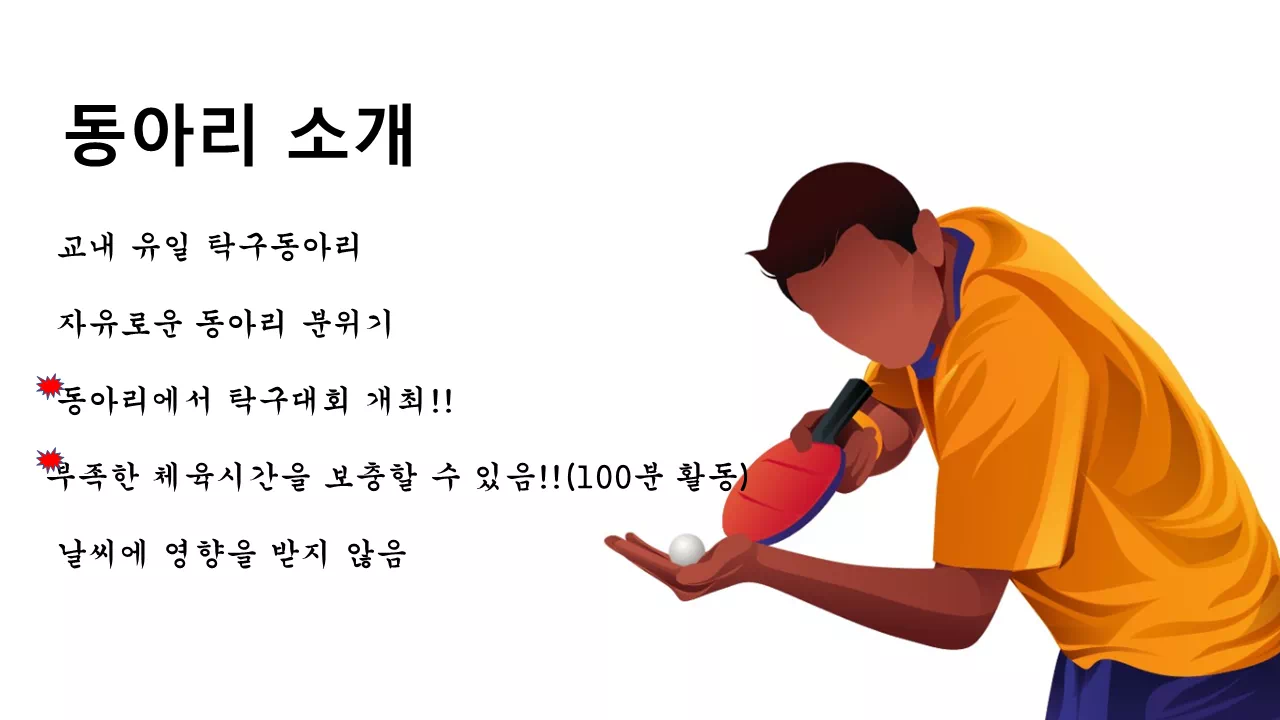 동아리 소개
교내 유일 탁구동아리
자유로운 동아리 분위기
동아리에서 탁구대회 개최!!
부족한 체육시간을 보충할 수 있음!!(100분 활동)
날씨에 영향을 받지 않음